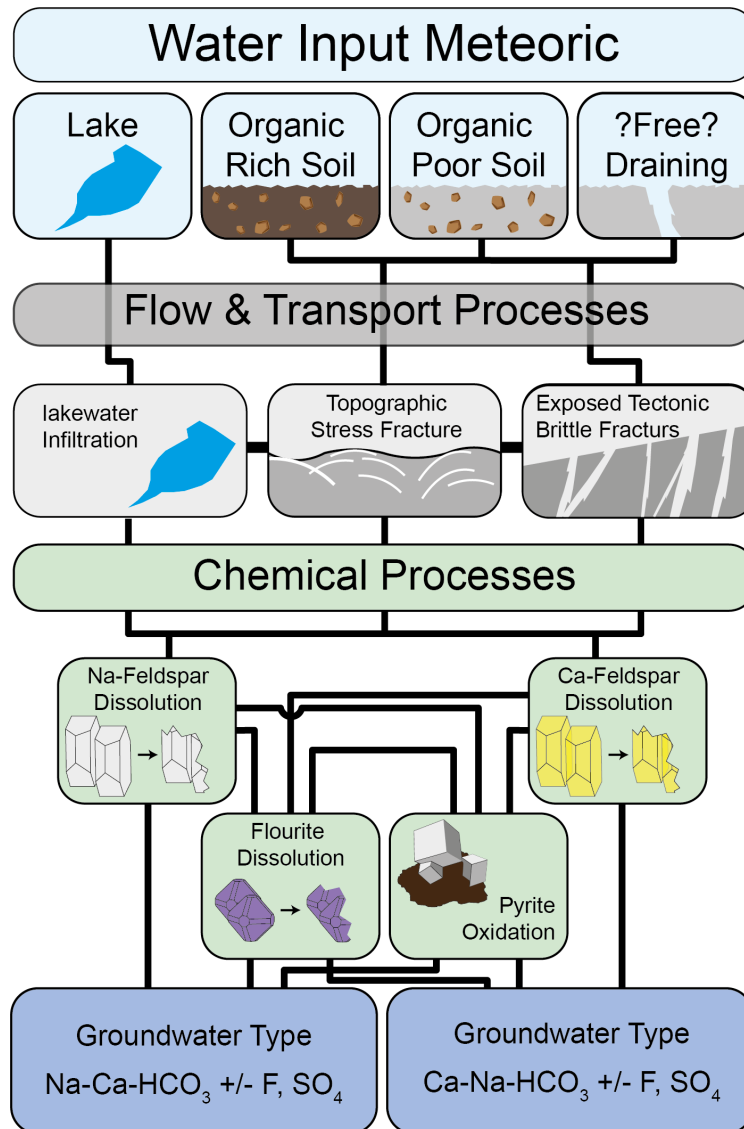 Water Input Meteoric
Lake
Organic
Rich Soil
Organic
Poor Soil
?Free?
Draining
Flow & Transport Processes
lakewater
Infiltration
Topographic
Stress Fracture
Exposed Tectonic
Brittle Fracturs
Chemical Processes
Na-Feldspar
Dissolution
Ca-Feldspar
Dissolution
Flourite
Dissolution
Pyrite
Oxidation
Groundwater Type
Na-Ca-HCO₃ +/- F, SO₄
Groundwater Type
Ca-Na-HCO₃ +/- F, SO₄